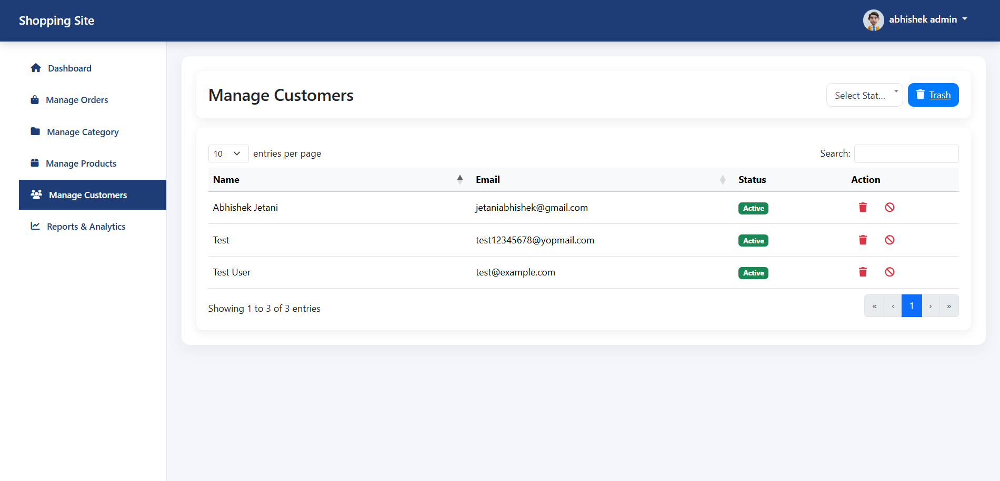 Shopping Site
abhishek admin
Dashboard
Manage Orders
Manage Category
Manage Products
Manage Customers
Reports & Analytics
Manage Customers
Select Stat...
Trash
10 entries per page
Search:
Name Email Status Action
Abhishek Jetani jetaniabhishek@gmail.com Active
Test test12345678@yopmail.com Active
Test User test@example.com Active
Showing 1 to 3 of 3 entries
« ‹ 1 › »